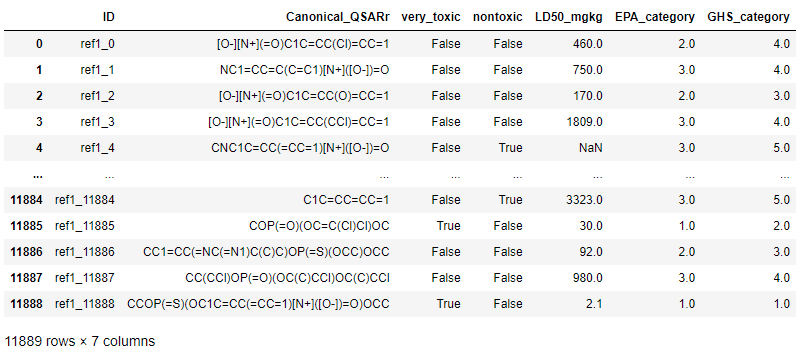 ID Canonical_QSARr very_toxic nontoxic LD50_mgkg EPA_category GHS_category
0 ref1_0 [O-][N+](=O)C1C=CC(Cl)=CC=1 False False 460.0 2.0 4.0
1 ref1_1 NC1=CC=C(C=C1)[N+]([O-])=O False False 750.0 3.0 4.0
2 ref1_2 [O-][N+](=O)C1C=CC(O)=CC=1 False False 170.0 2.0 3.0
3 ref1_3 [O-][N+](=O)C1C=CC(CCl)=CC=1 False False 1809.0 3.0 4.0
4 ref1_4 CNC1C=CC(=CC=1)[N+]([O-])=O False True NaN 3.0 5.0
... ... ... ... ... ... ... ...
11884 ref1_11884 C1C=CC=CC=1 False True 3323.0 3.0 5.0
11885 ref1_11885 COP(=O)(OC=C(Cl)Cl)OC True False 30.0 1.0 2.0
11886 ref1_11886 CC1=CC(=NC(=N1)C(C)C)OP(=S)(OCC)OCC False False 92.0 2.0 3.0
11887 ref1_11887 CC(CCl)OP(=O)(OC(C)CCl)OC(C)CCl False False 980.0 3.0 4.0
11888 ref1_11888 CCOP(=S)(OC1C=CC(=CC=1)[N+]([O-])=O)OCC True False 2.1 1.0 1.0
11889 rows × 7 columns